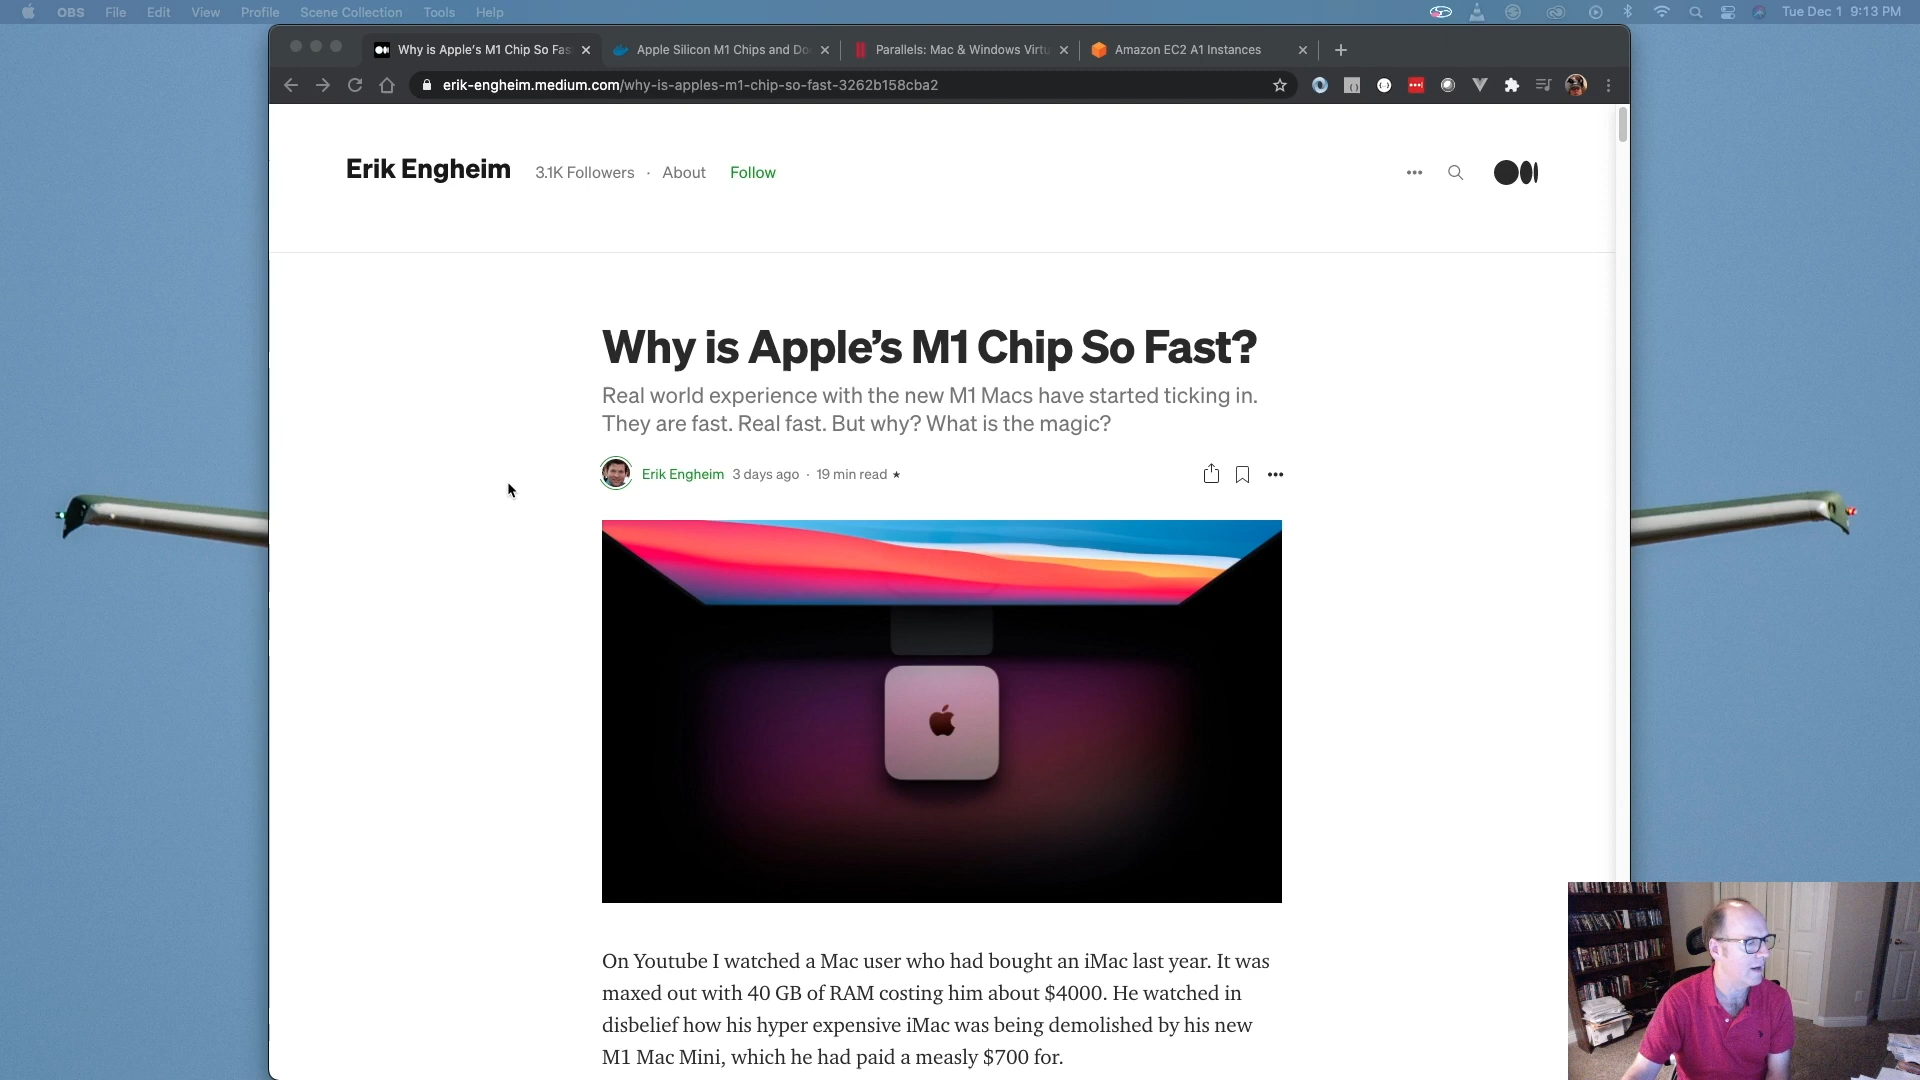 OBS File Edit View Profile Scene Collection Tools Help Tue Dec 1 9:13 PM
Why is Apple's M1 Chip So Fas Apple Silicon M1 Chips and Do Parallels: Mac & Windows Virtu Amazon EC2 A1 Instances
erik-engheim.medium.com/why-is-apples-m1-chip-so-fast-3262b158cba2
Erik Engheim 3.1K Followers · About Follow
Why is Apple’s M1 Chip So Fast?
Real world experience with the new M1 Macs have started ticking in.
They are fast. Real fast. But why? What is the magic?
Erik Engheim 3 days ago · 19 min read ★
On Youtube I watched a Mac user who had bought an iMac last year. It was
maxed out with 40 GB of RAM costing him about $4000. He watched in
disbelief how his hyper expensive iMac was being demolished by his new
M1 Mac Mini, which he had paid a measly $700 for.